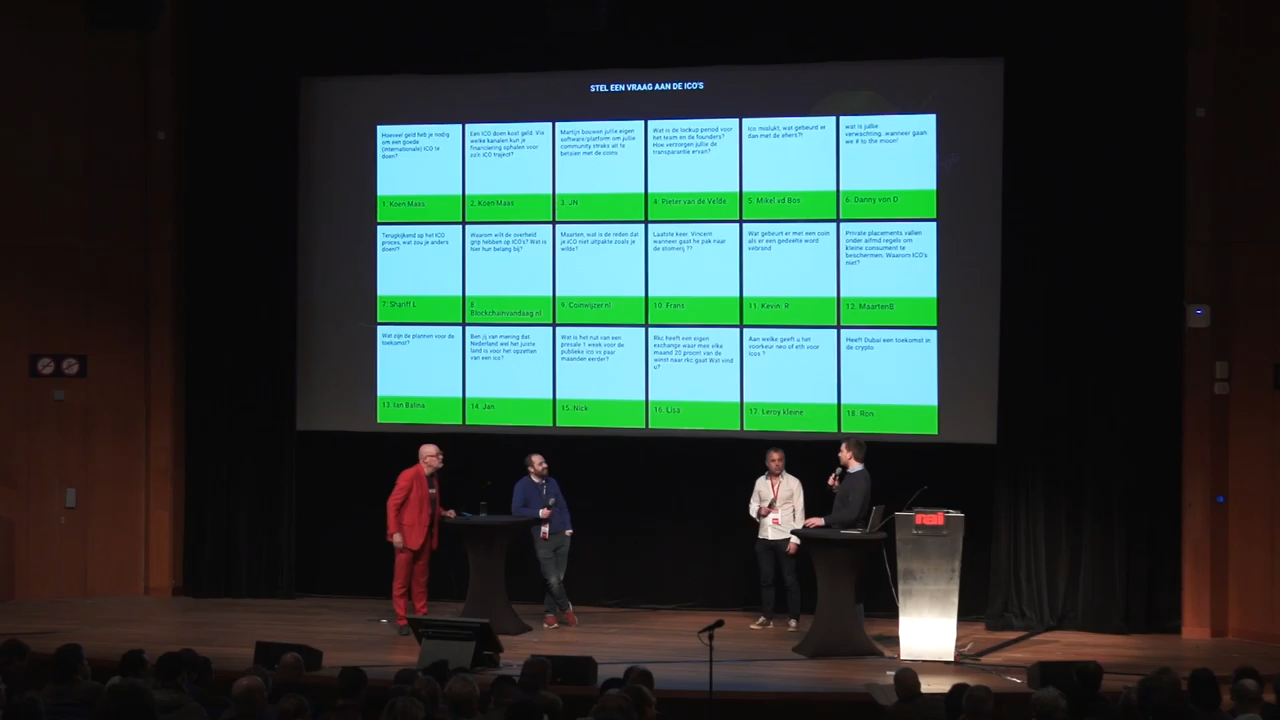 STEL EEN VRAAG AAN DE ICO'S
Hoeveel geld heb je nodig
om een goede
(internationale) ICO te
doen?
1. Koen Maas
Een ICO doen kost geld. Via
welke kanalen kun je
financiering ophalen voor
zo'n ICO traject?
2. Koen Maas
Martijn bouwen jullie eigen
software/platform om jullie
community straks uit te
betalen met de coins
3. JN
Wat is de lockup period voor
het team en de founders?
Hoe verzorgen jullie de
transparantie ervan?
4. Pieter van de Velde
Ico mislukt, wat gebeurd er
dan met de ethers?!
5. Mikel vd Bos
wat is jullie
verwachting, wanneer gaan
we # to the moon!
6. Danny von D
Terugkijkend op het ICO
proces, wat zou je anders
doen!?
7. Shariff L
Waarom wilt de overheid
grip hebben op ICO's? Wat is
hier hun belang bij?
8.
Blockchainvandaag.nl
Maarten, wat is de reden dat
je ICO niet uitpakte zoals je
wilde?
9. Coinwijzer.nl
Laatste keer. Vincent
wanneer gaat he pak naar
de stomerij ??
10. Frans
Wat gebeurt er met een coin
als er een gedeelte word
verbrand
11. Kevin: R
Private placements vallen
onder aifmd regels om
kleine consument te
beschermen. Waarom ICO's
niet?
12. MaartenB
Wat zijn de plannen voor de
toekomst?
13. Ian Balina
Ben jij van mening dat
Nederland wel het juiste
land is voor het opzetten
van een ico?
14. Jan
Wat is het nut van een
presale 1 week voor de
publieke ico vs paar
maanden eerder?
15. Nick
Rkc heeft een eigen
exchange waar mee elke
maand 20 procent van de
winst naar rkc gaat Wat vind
u?
16. Lisa
Aan welke geeft u het
voorkeur neo of eth voor
icos ?
17. Leroy kleine
Heeft Dubai een toekomst in
de crypto
18. Ron
rai